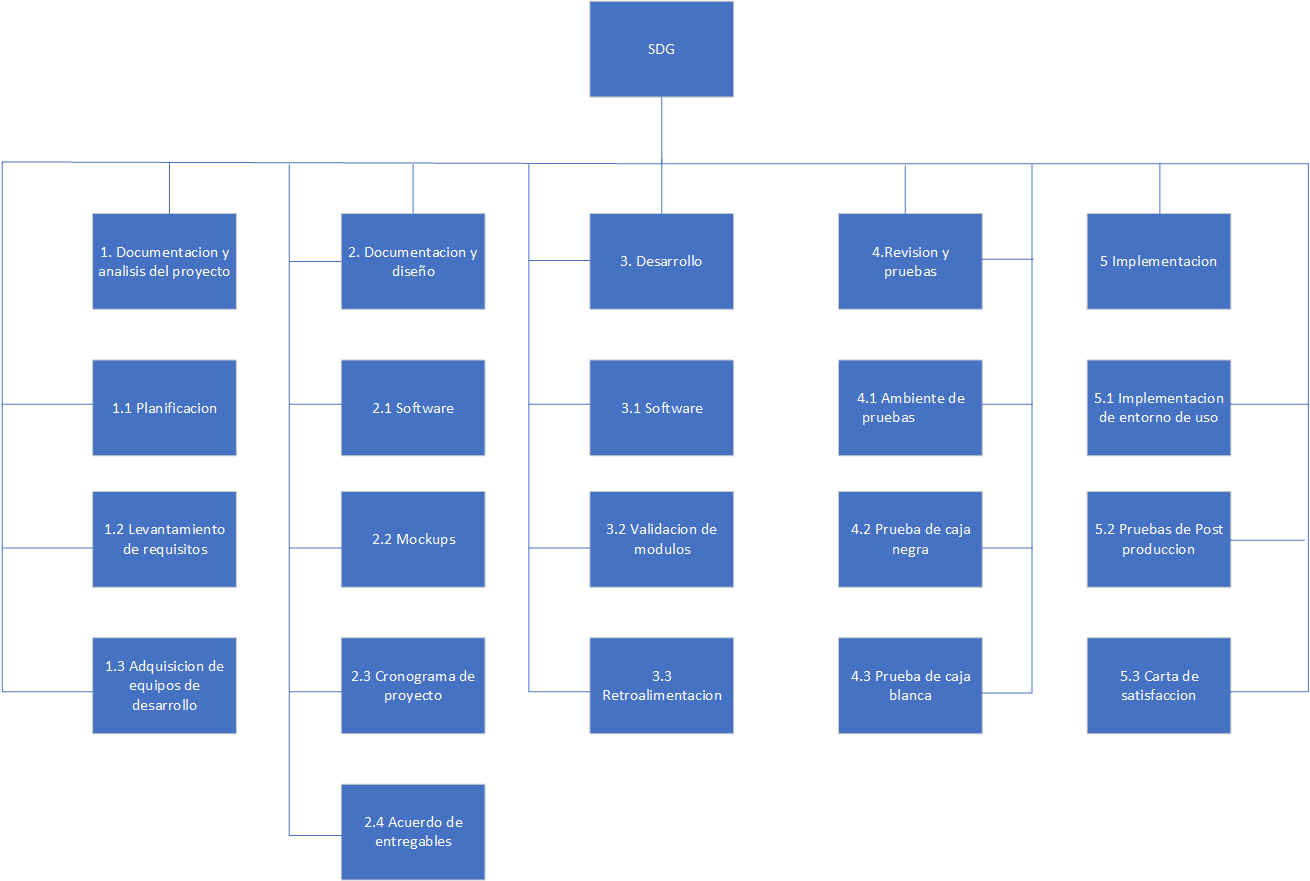 SDG
1. Documentacion y
analisis del proyecto
2. Documentacion y
diseño
3. Desarrollo
4.Revision y
pruebas
5 Implementacion
1.1 Planificacion
2.1 Software
3.1 Software
4.1 Ambiente de
pruebas
5.1 Implementacion
de entorno de uso
1.2 Levantamiento
de requisitos
2.2 Mockups
3.2 Validacion de
modulos
4.2 Prueba de caja
negra
5.2 Pruebas de Post
produccion
1.3 Adquisicion de
equipos de
desarrollo
2.3 Cronograma de
proyecto
3.3
Retroalimentacion
4.3 Prueba de caja
blanca
5.3 Carta de
satisfaccion
2.4 Acuerdo de
entregables